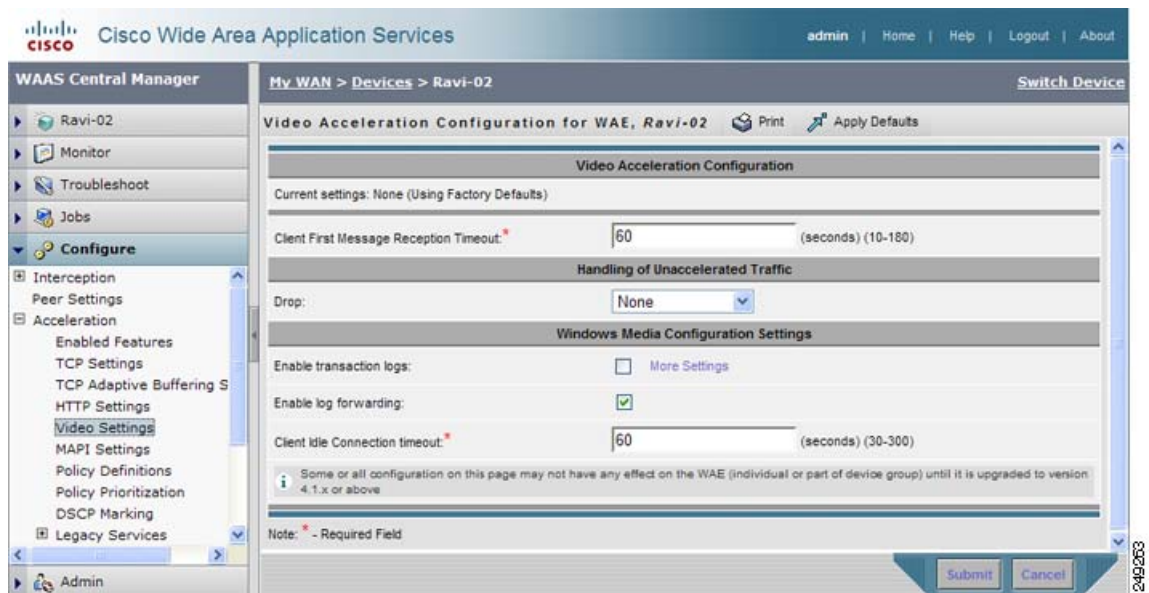 CISCO Cisco Wide Area Application Services admin | Home | Help | Logout | About
WAAS Central Manager
Ravi-02
Monitor
Troubleshoot
Jobs
Configure
Interception
Peer Settings
Acceleration
Enabled Features
TCP Settings
TCP Adaptive Buffering S
HTTP Settings
Video Settings
MAPI Settings
Policy Definitions
Policy Prioritization
DSCP Marking
Legacy Services
Admin
My WAN > Devices > Ravi-02 Switch Device
Video Acceleration Configuration for WAE, Ravi-02 Print Apply Defaults
Video Acceleration Configuration
Current settings: None (Using Factory Defaults)
Client First Message Reception Timeout:* 60 (seconds) (10-180)
Handling of Unaccelerated Traffic
Drop: None
Windows Media Configuration Settings
Enable transaction logs: More Settings
Enable log forwarding:
Client Idle Connection timeout:* 60 (seconds) (30-300)
Some or all configuration on this page may not have any effect on the WAE (individual or part of device group) until it is upgraded to version
4.1.x or above
Note: * - Required Field
Submit Cancel
249263